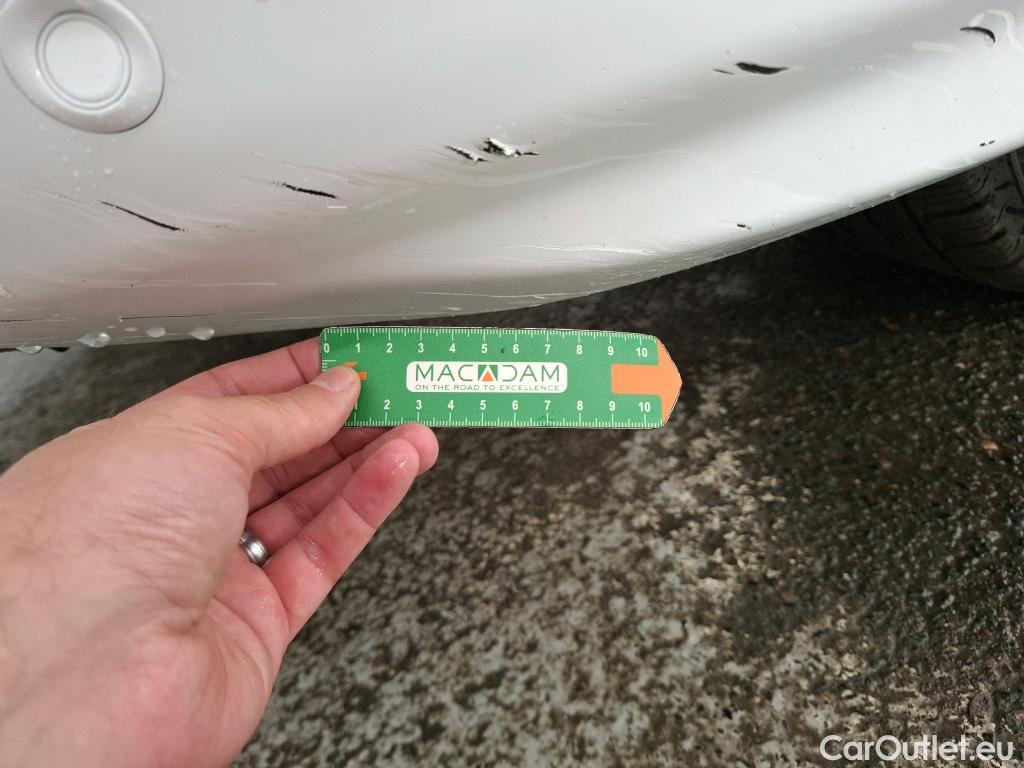 0 1 2 3 4 5 6 7 8 9 10
MACADAM
ON THE ROAD TO EXCELLENCE
1 2 3 4 5 6 7 8 9 10
CarOutlet.eu